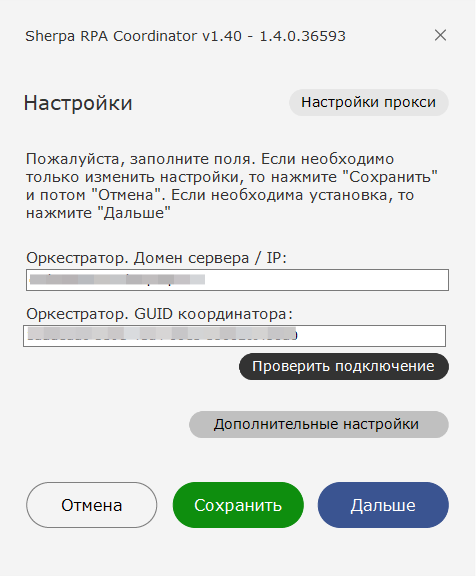 Sherpa RPA Coordinator v1.40 - 1.4.0.36593
Настройки
Настройки прокси
Пожалуйста, заполните поля. Если необходимо
только изменить настройки, то нажмите "Сохранить"
и потом "Отмена". Если необходима установка, то
нажмите "Дальше"
Оркестратор. Домен сервера / IP:
Оркестратор. GUID координатора:
Проверить подключение
Дополнительные настройки
Отмена
Сохранить
Дальше